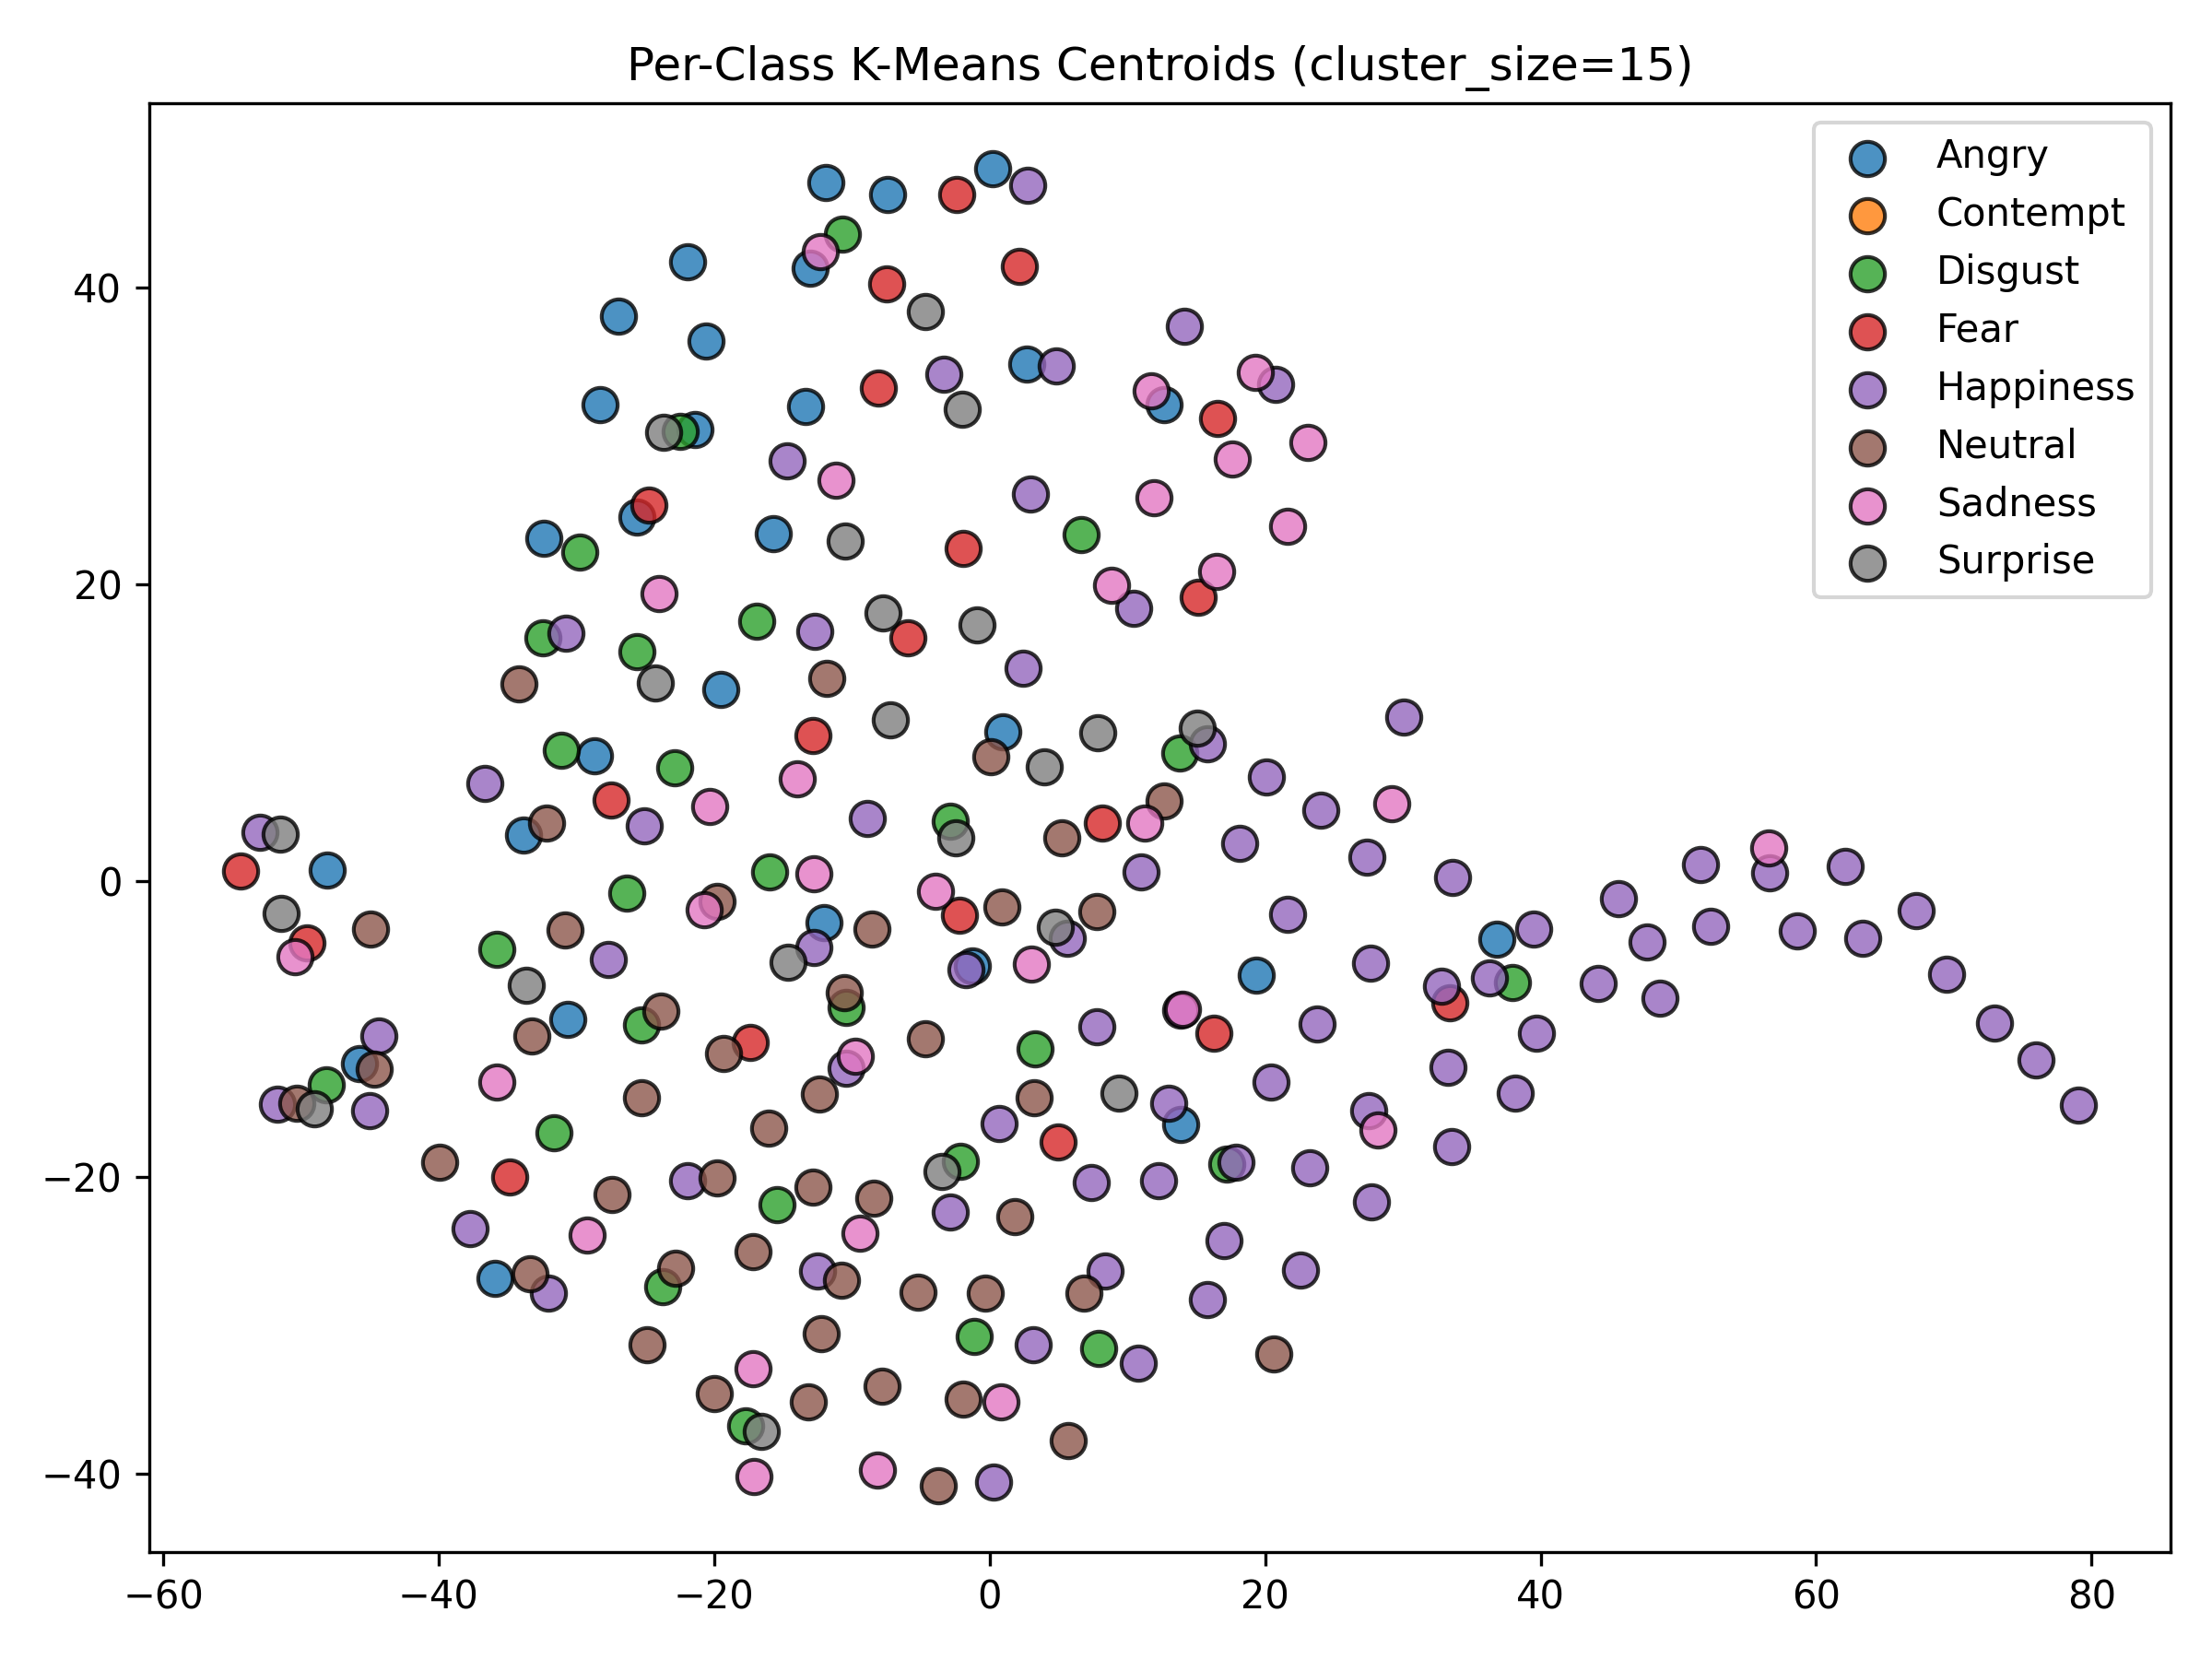 Per-Class K-Means Centroids (cluster_size=15)
Angry
Contempt
Disgust
Fear
Happiness
Neutral
Sadness
Surprise
40
20
0
−20
−40
−60 −40 −20 0 20 40 60 80